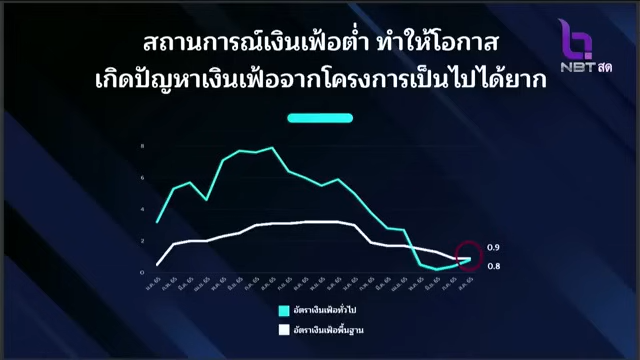 สถานการณ์เงินเฟ้อต่ำ ทำให้โอกาส
เกิดปัญหาเงินเฟ้อจากโครงการเป็นไปได้ยาก
NBT สด
8
6
4
2
0
0.9
0.8
อัตราเงินเฟ้อทั่วไป
อัตราเงินเฟ้อพื้นฐาน